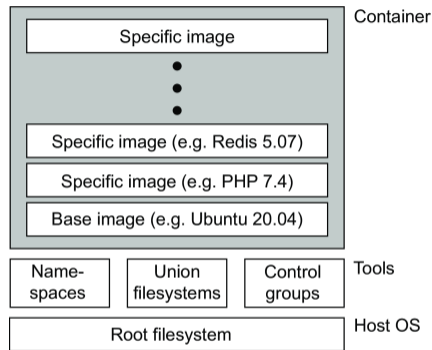 Container
Specific image
Specific image (e.g. Redis 5.07)
Specific image (e.g. PHP 7.4)
Base image (e.g. Ubuntu 20.04)
Name-
spaces
Union
filesystems
Control
groups
Tools
Root filesystem
Host OS